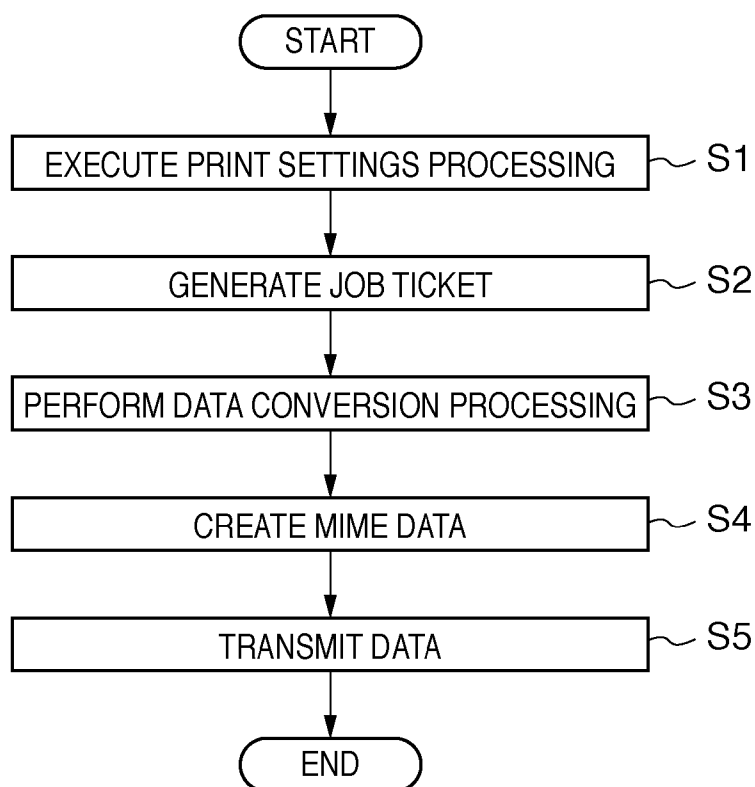 START
EXECUTE PRINT SETTINGS PROCESSING S1
GENERATE JOB TICKET S2
PERFORM DATA CONVERSION PROCESSING S3
CREATE MIME DATA S4
TRANSMIT DATA S5
END